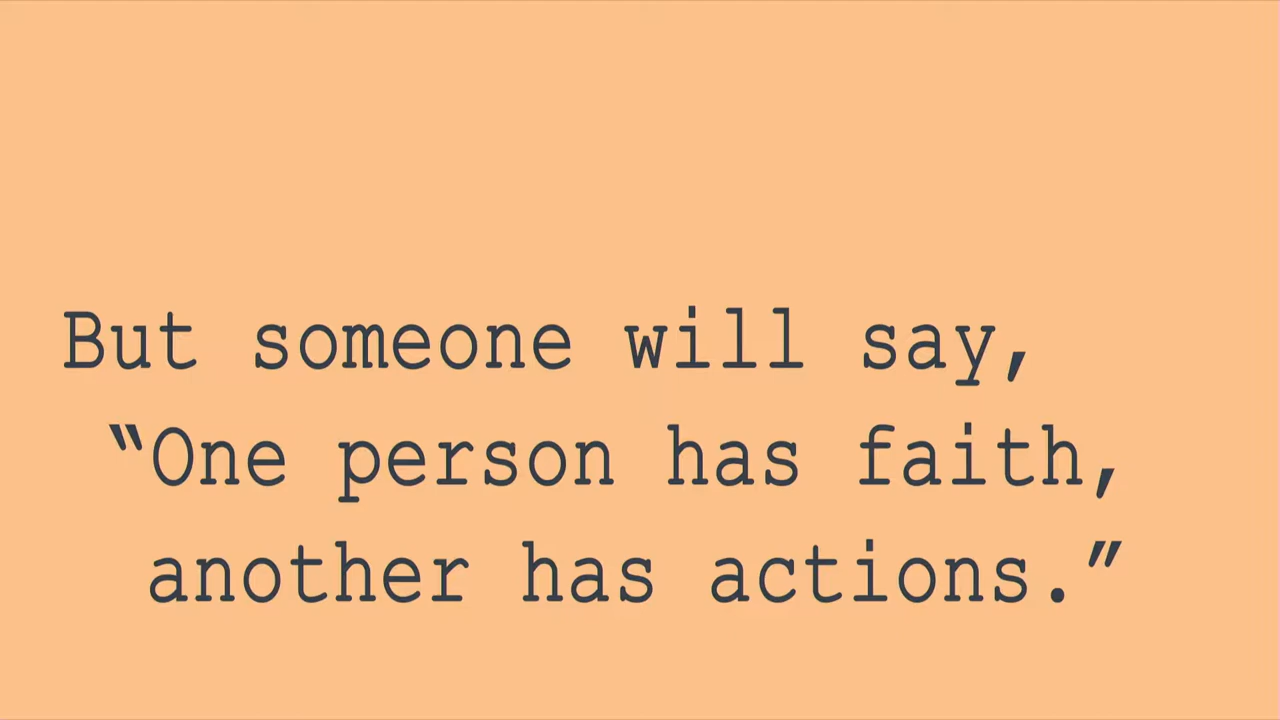 But someone will say,
“One person has faith,
another has actions.”